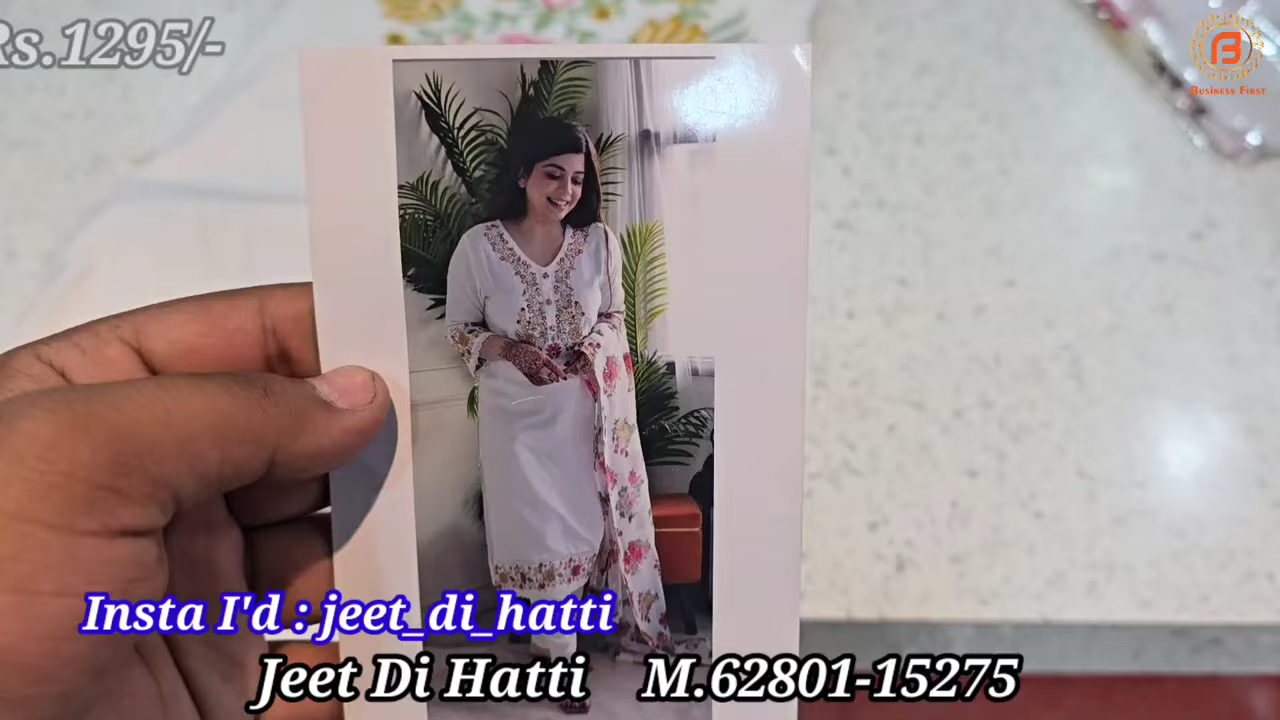 Rs.1295/-
BUSINESS FIRST
Insta I'd : jeet_di_hatti
Jeet Di Hatti M.62801-15275